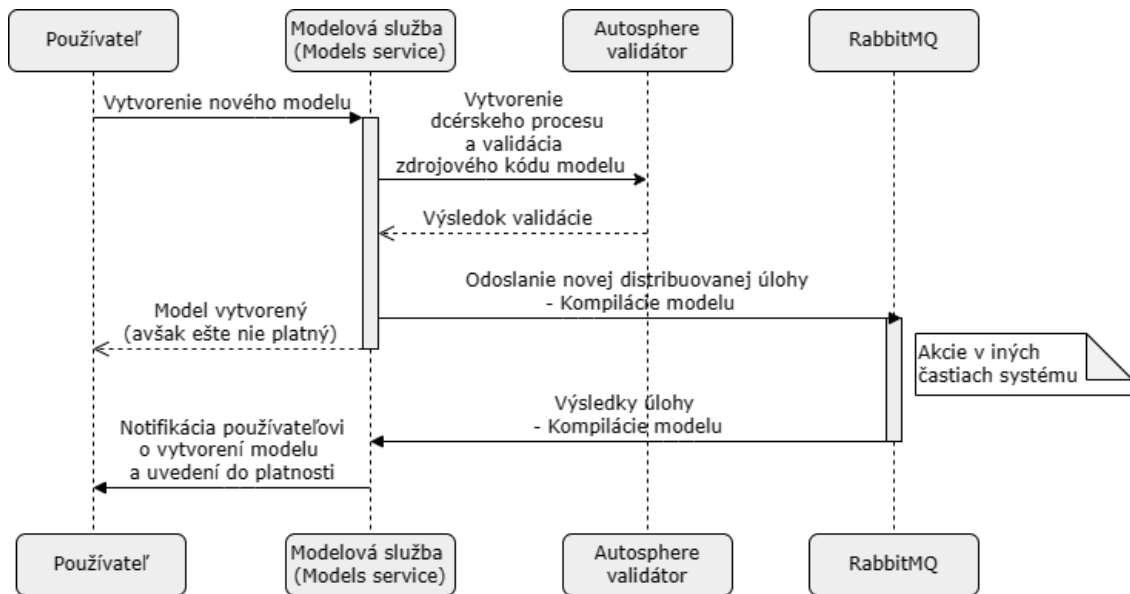 Používateľ
Modelová služba
(Models service)
Autosphere
validátor
RabbitMQ
Vytvorenie nového modelu
Vytvorenie
dcérskeho procesu
a validácia
zdrojového kódu modelu
Výsledok validácie
Odoslanie novej distribuovanej úlohy
- Kompilácie modelu
Model vytvorený
(avšak ešte nie platný)
Akcie v iných
častiach systému
Výsledky úlohy
- Kompilácie modelu
Notifikácia používateľovi
o vytvorení modelu
a uvedení do platnosti
Používateľ
Modelová služba
(Models service)
Autosphere
validátor
RabbitMQ